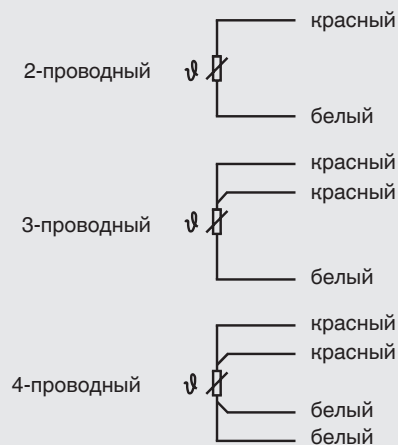 красный
2-проводный ϑ
белый
красный
красный
3-проводный ϑ
белый
красный
красный
4-проводный ϑ
белый
белый